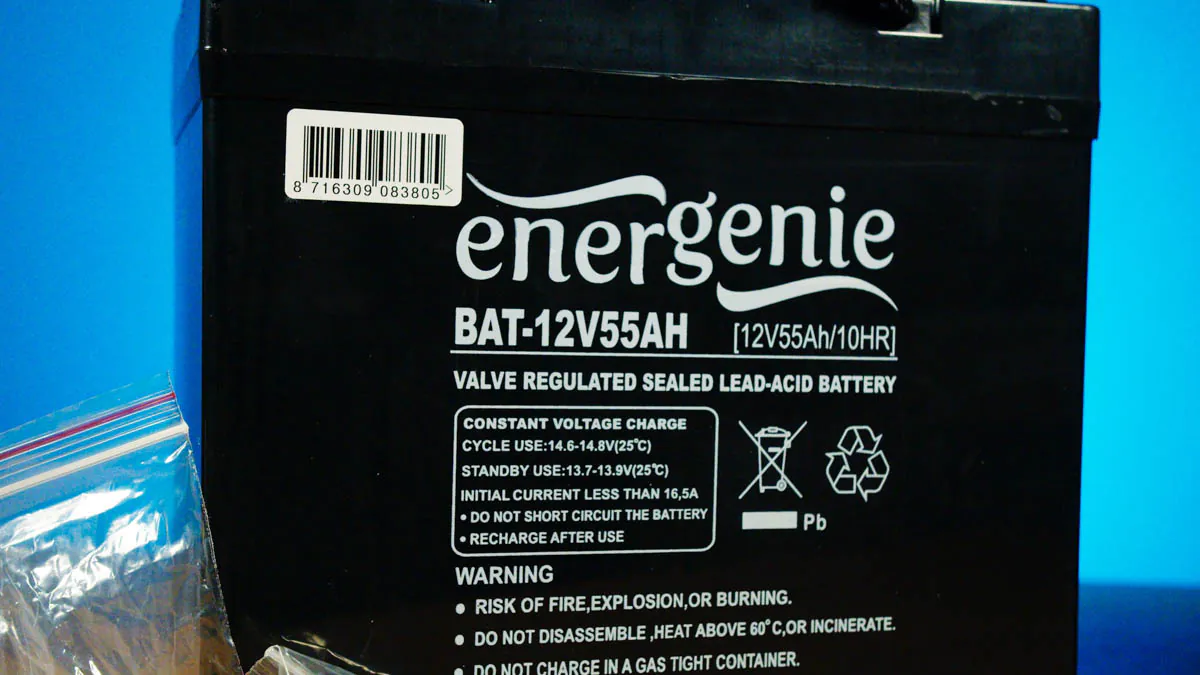 8 716309 083805 >
energenie
BAT-12V55AH [12V55Ah/10HR]
VALVE REGULATED SEALED LEAD-ACID BATTERY
CONSTANT VOLTAGE CHARGE
CYCLE USE:14.6-14.8V(25℃)
STANDBY USE:13.7-13.9V(25℃)
INITIAL CURRENT LESS THAN 16,5A
• DO NOT SHORT CIRCUIT THE BATTERY
• RECHARGE AFTER USE
Pb
WARNING
• RISK OF FIRE,EXPLOSION,OR BURNING.
• DO NOT DISASSEMBLE ,HEAT ABOVE 60°C,OR INCINERATE.
• DO NOT CHARGE IN A GAS TIGHT CONTAINER.